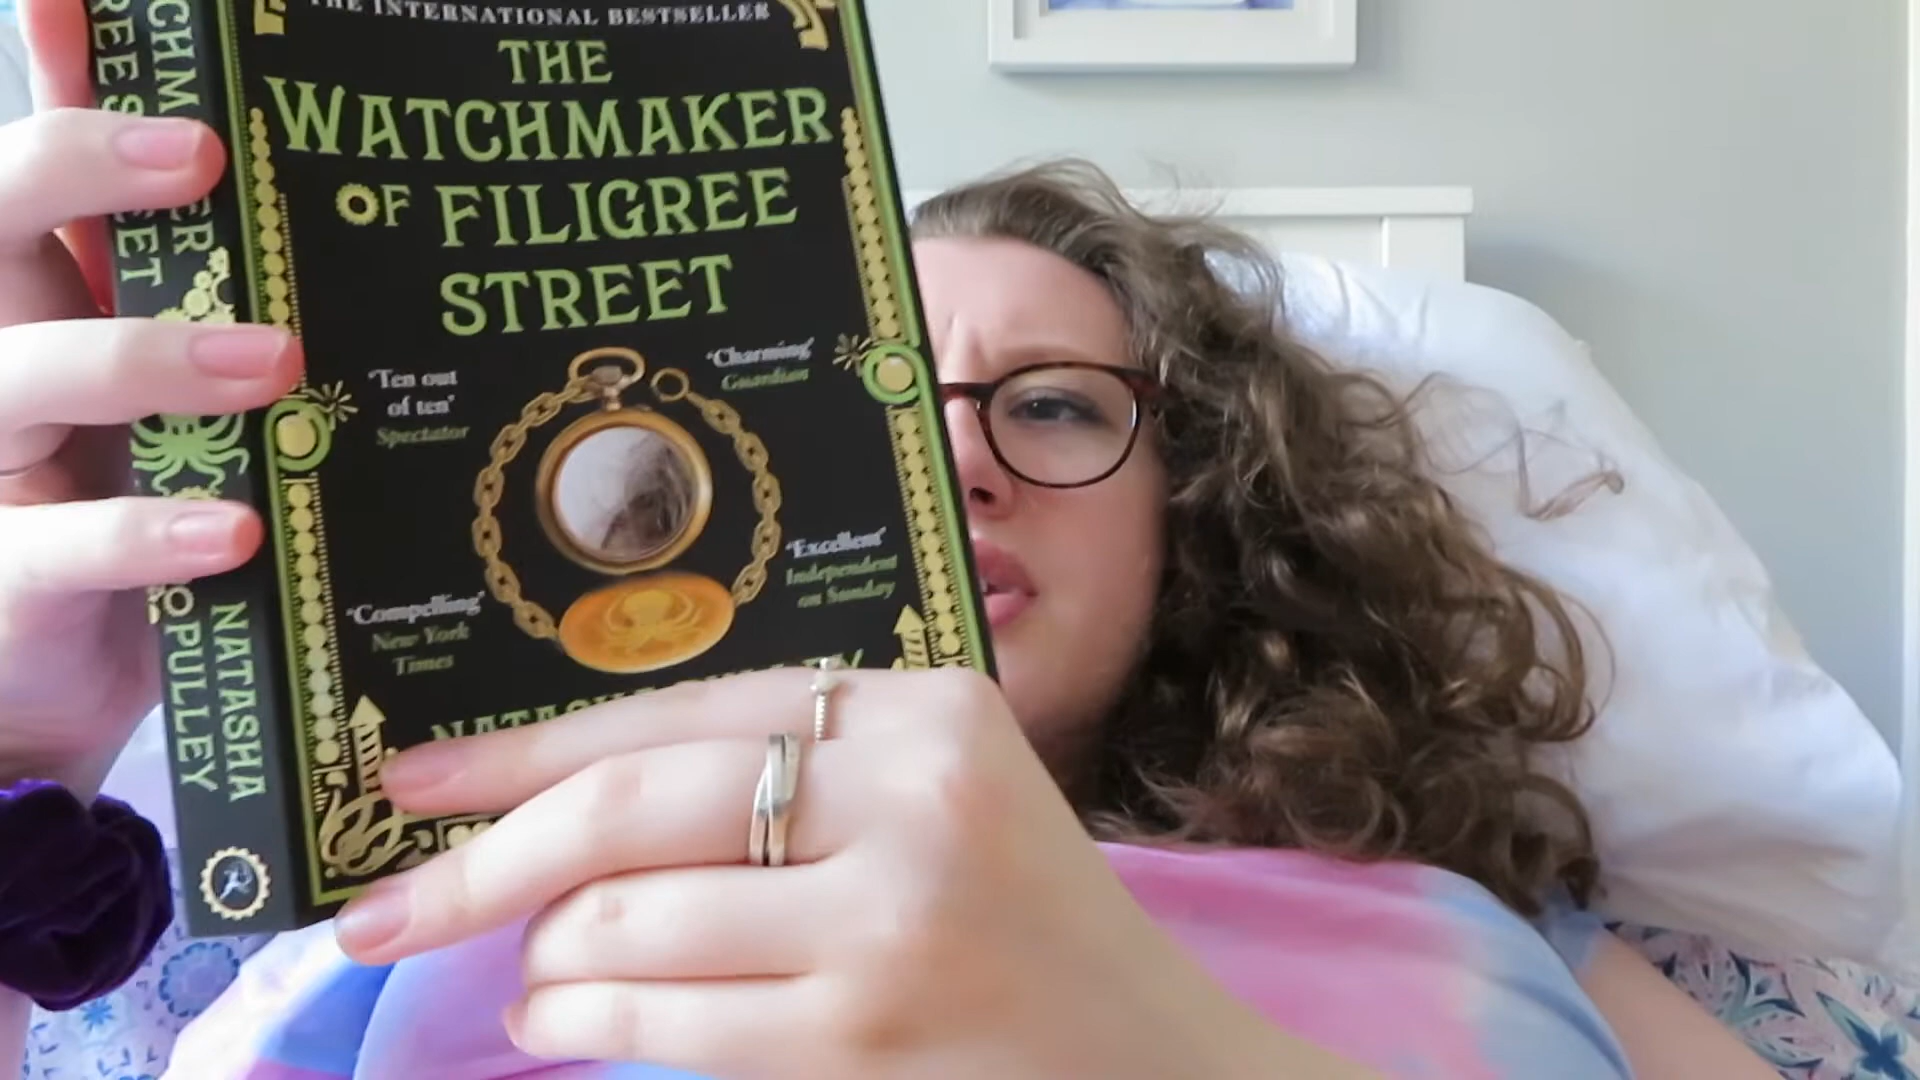 THE INTERNATIONAL BESTSELLER
THE
WATCHMAKER
OF FILIGREE
STREET
'Ten out
of ten'
Spectator
'Charming'
Guardian
'Excellent'
Independent
on Sunday
'Compelling'
New York
Times
NATASHA
PULLEY